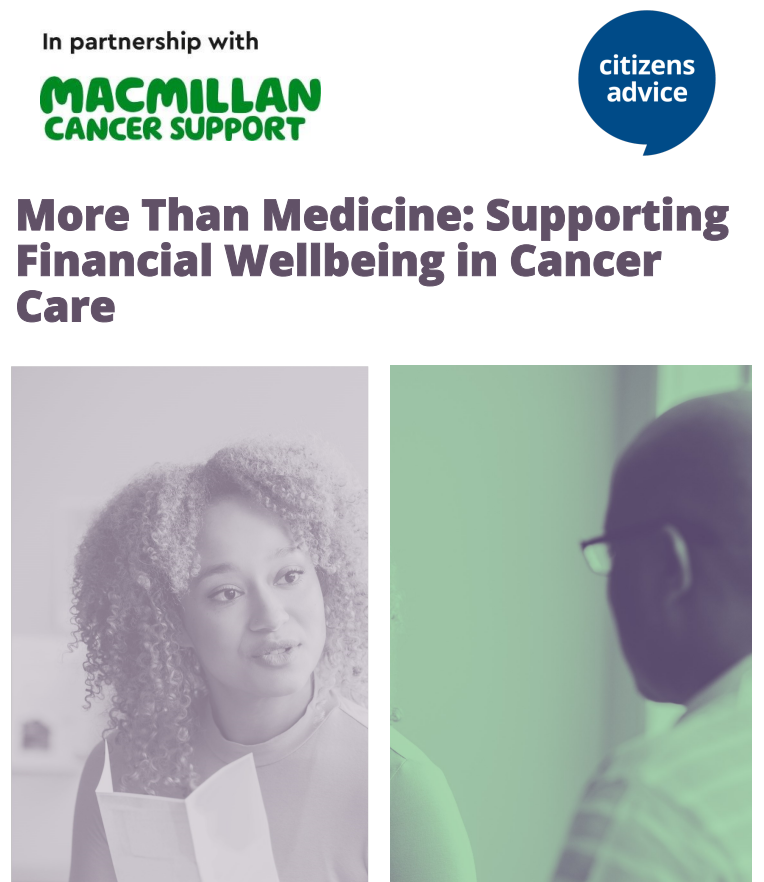 In partnership with
MACMILLAN
CANCER SUPPORT
citizens
advice
More Than Medicine: Supporting
Financial Wellbeing in Cancer
Care